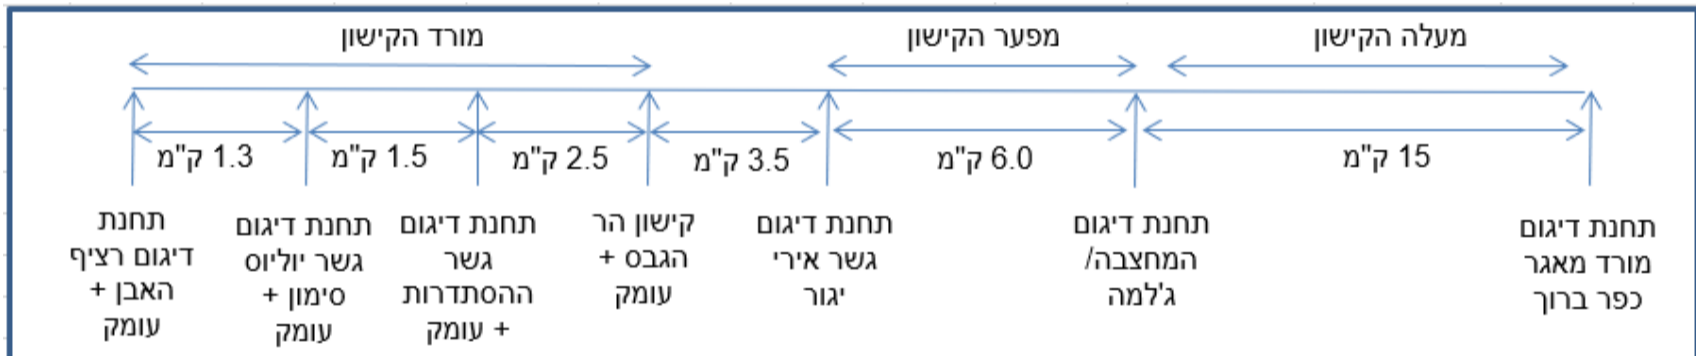 מעלה הקישון
מפער הקישון
מורד הקישון
15 ק"מ
6.0 ק"מ
3.5 ק"מ
2.5 ק"מ
1.5 ק"מ
1.3 ק"מ
תחנת דיגום
מורד מאגר
כפר ברוך
תחנת דיגום
המחצבה/
ג'למה
תחנת דיגום
גשר אירי
יגור
קישון הר
הגבס +
עומק
תחנת דיגום
גשר
ההסתדרות
+ עומק
תחנת דיגום
גשר יוליוס
סימון +
עומק
תחנת
דיגום רציף
האבן +
עומק